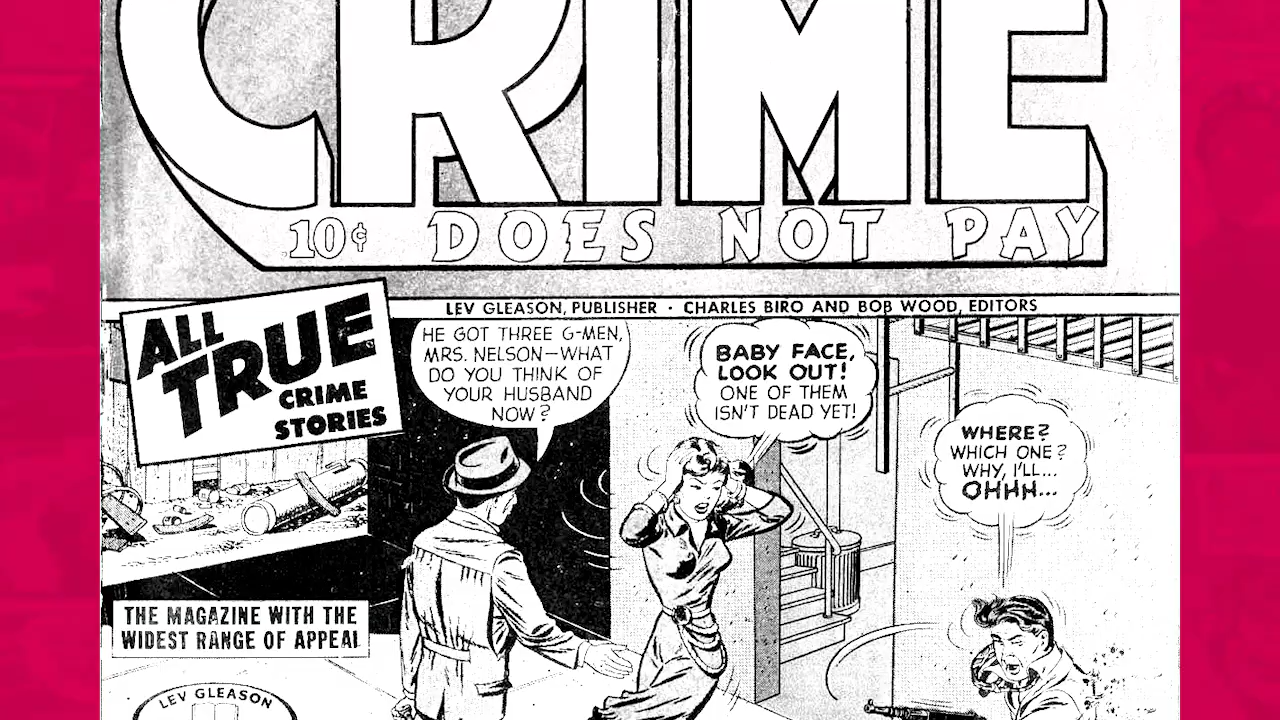 CRIME
10¢ DOES NOT PAY
LEV GLEASON, PUBLISHER • CHARLES BIRO AND BOB WOOD, EDITORS
ALL
TRUE
CRIME
STORIES
HE GOT THREE G-MEN,
MRS. NELSON—WHAT
DO YOU THINK OF
YOUR HUSBAND
NOW?
BABY FACE,
LOOK OUT!
ONE OF THEM
ISN'T DEAD YET!
WHERE?
WHICH ONE?
WHY, I'LL...
OHHH...
THE MAGAZINE WITH THE
WIDEST RANGE OF APPEAL
LEV GLEASON